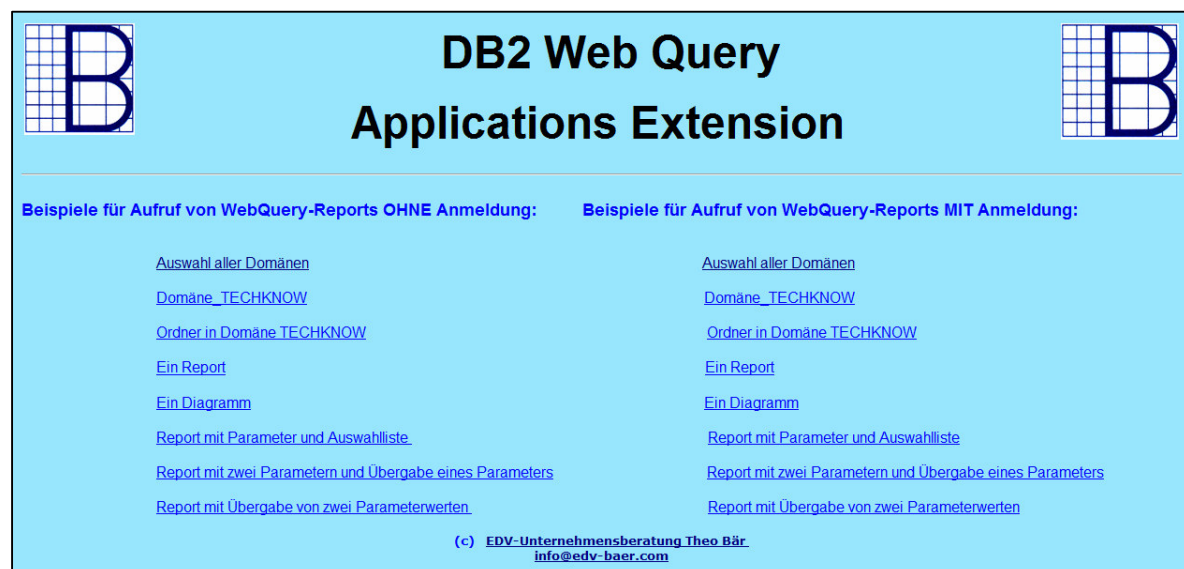 B
B
DB2 Web Query
Applications Extension
Beispiele für Aufruf von WebQuery-Reports OHNE Anmeldung:
Auswahl aller Domänen
Domäne_TECHKNOW
Ordner in Domäne TECHKNOW
Ein Report
Ein Diagramm
Report mit Parameter und Auswahlliste
Report mit zwei Parametern und Übergabe eines Parameters
Report mit Übergabe von zwei Parameterwerten
Beispiele für Aufruf von WebQuery-Reports MIT Anmeldung:
Auswahl aller Domänen
Domäne_TECHKNOW
Ordner in Domäne TECHKNOW
Ein Report
Ein Diagramm
Report mit Parameter und Auswahlliste
Report mit zwei Parametern und Übergabe eines Parameters
Report mit Übergabe von zwei Parameterwerten
(c) EDV-Unternehmensberatung Theo Bär
info@edv-baer.com